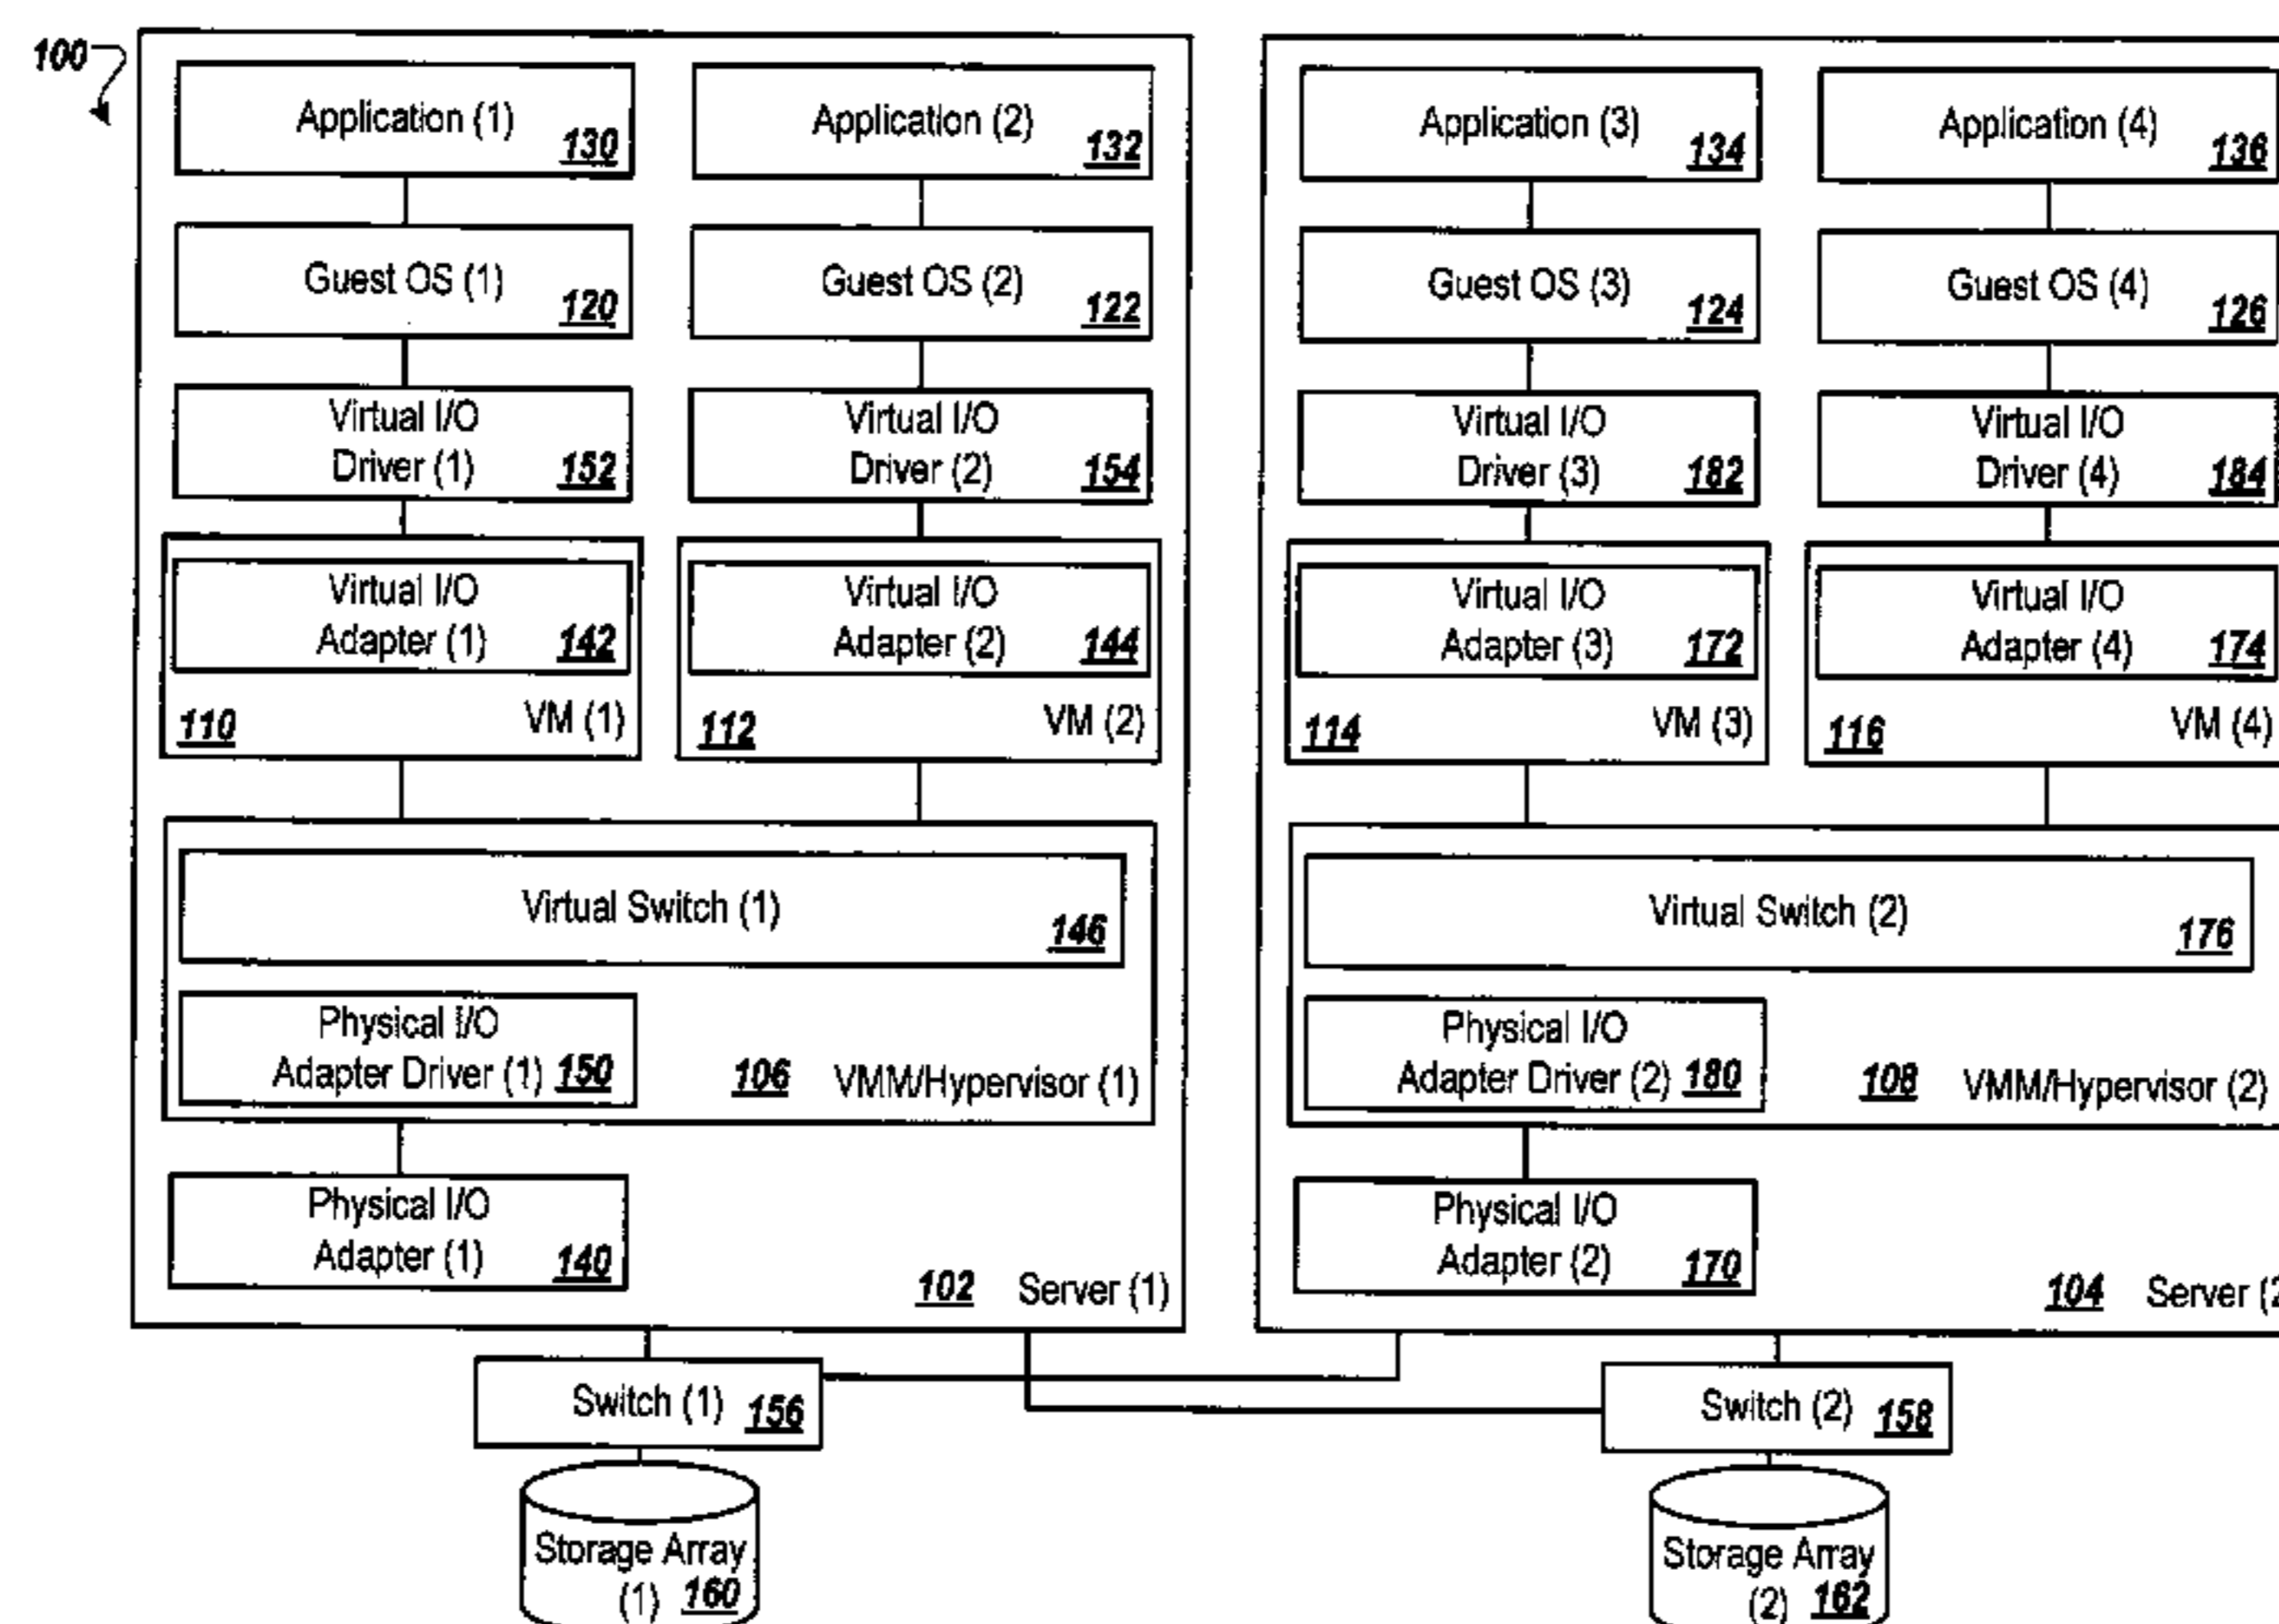 100
Application (1) 130
Guest OS (1) 120
Virtual I/O
Driver (1) 152
Virtual I/O
Adapter (1) 142
110 VM (1)
Application (2) 132
Guest OS (2) 122
Virtual I/O
Driver (2) 154
Virtual I/O
Adapter (2) 144
112 VM (2)
Virtual Switch (1) 146
Physical I/O
Adapter Driver (1) 150
106 VMM/Hypervisor (1)
Physical I/O
Adapter (1) 140
102 Server (1)
Application (3) 134
Guest OS (3) 124
Virtual I/O
Driver (3) 182
Virtual I/O
Adapter (3) 172
114 VM (3)
Application (4) 136
Guest OS (4) 126
Virtual I/O
Driver (4) 184
Virtual I/O
Adapter (4) 174
116 VM (4)
Virtual Switch (2) 176
Physical I/O
Adapter Driver (2) 180
108 VMM/Hypervisor (2)
Physical I/O
Adapter (2) 170
104 Server (2
Switch (1) 156
Storage Array
(1) 160
Switch (2) 158
Storage Array
(2) 162